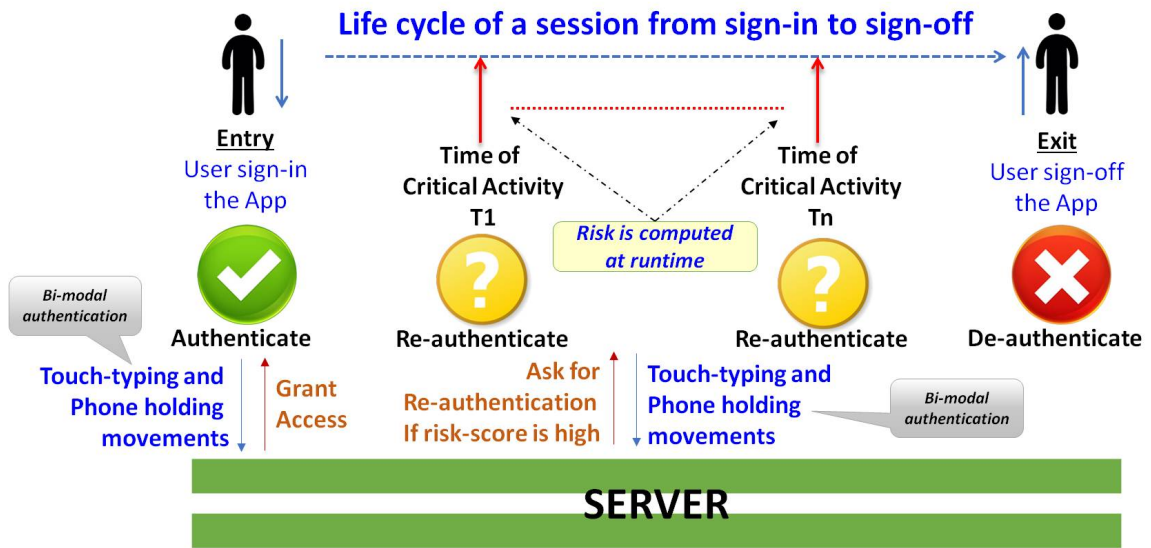 Life cycle of a session from sign-in to sign-off
Entry
User sign-in
the App
Time of
Critical Activity
T1
Time of
Critical Activity
Tn
Exit
User sign-off
the App
Risk is computed
at runtime
Bi-modal
authentication
Authenticate
Re-authenticate
Re-authenticate
De-authenticate
Touch-typing and
Phone holding
movements
Grant
Access
Ask for
Re-authentication
If risk-score is high
Touch-typing and
Phone holding
movements
Bi-modal
authentication
SERVER